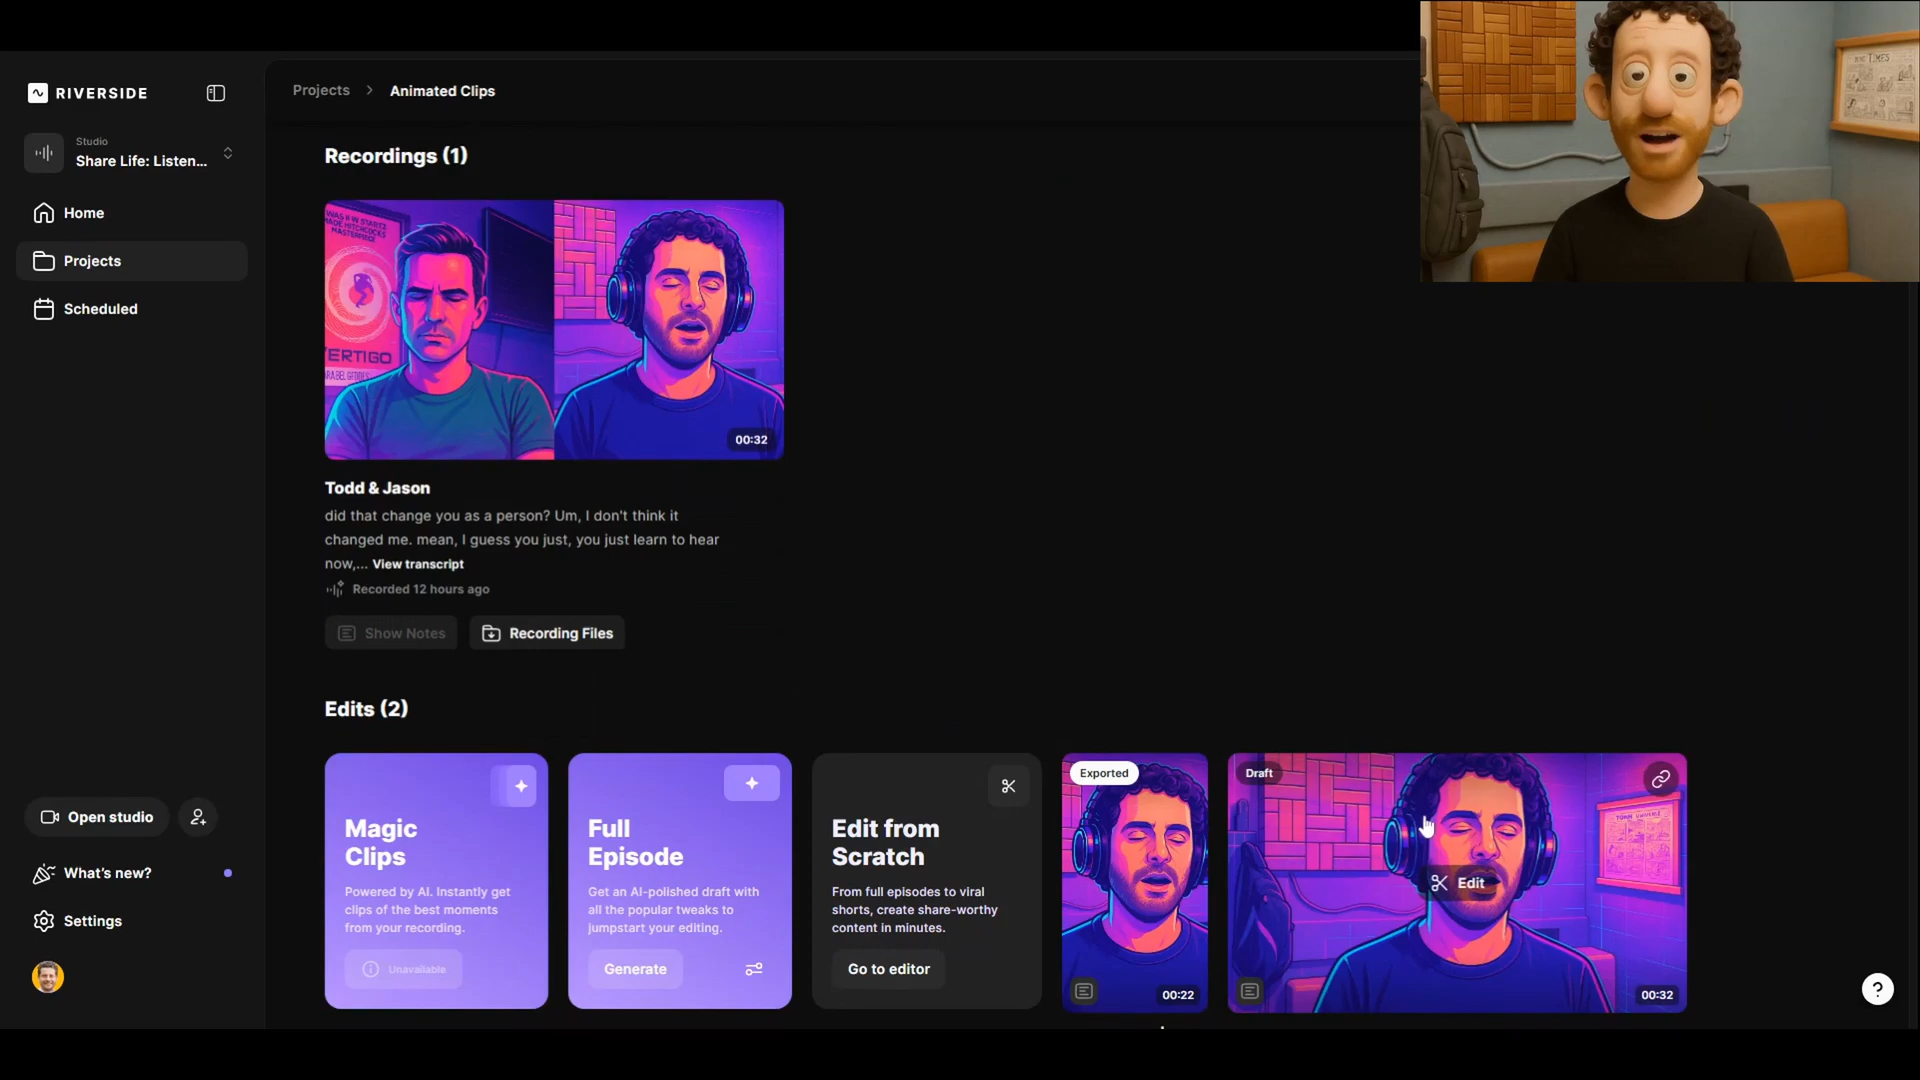 RIVERSIDE
Studio
Share Life: Listen...
Home
Projects
Scheduled
Open studio
What's new?
Settings
Projects > Animated Clips
Recordings (1)
VERTIGO
00:32
Todd & Jason
did that change you as a person? Um, I don't think it
changed me. mean, I guess you just, you just learn to hear
now,... View transcript
Recorded 12 hours ago
Show Notes
Recording Files
Edits (2)
Magic
Clips
Powered by AI. Instantly get
clips of the best moments
from your recording.
Unavailable
Full
Episode
Get an AI-polished draft with
all the popular tweaks to
jumpstart your editing.
Generate
Edit from
Scratch
From full episodes to viral
shorts, create share-worthy
content in minutes.
Go to editor
Exported
00:22
Draft
Edit
00:32
?
TIMES